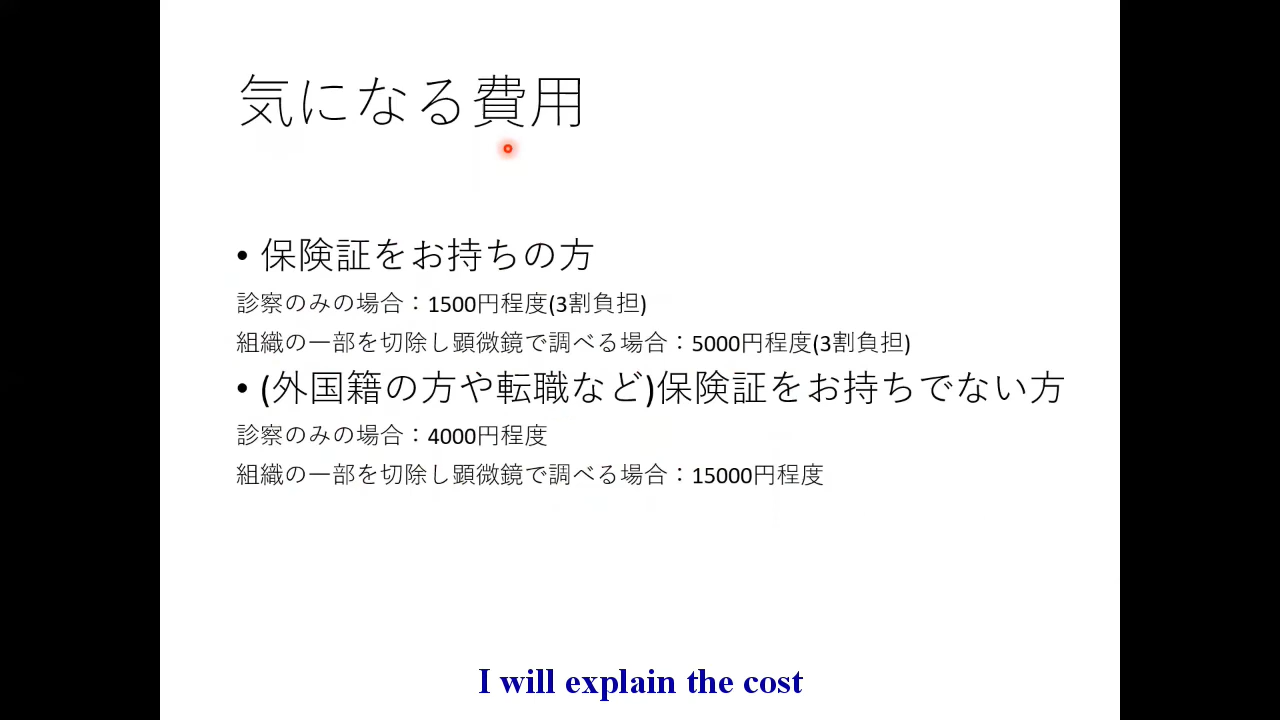 気になる費用
• 保険証をお持ちの方
診察のみの場合：1500円程度(3割負担)
組織の一部を切除し顕微鏡で調べる場合：5000円程度(3割負担)
• (外国籍の方や転職など)保険証をお持ちでない方
診察のみの場合：4000円程度
組織の一部を切除し顕微鏡で調べる場合：15000円程度
I will explain the cost